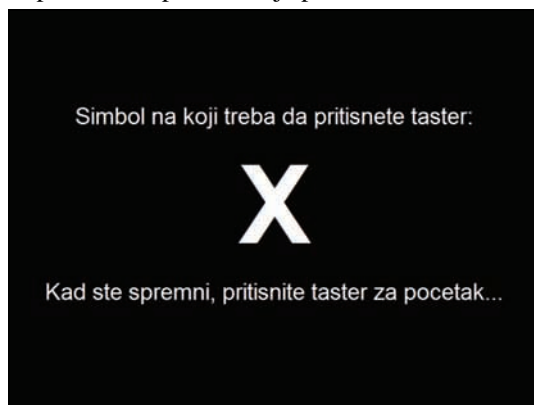 Simbol na koji treba da pritisnete taster:
X
Kad ste spremni, pritisnite taster za pocetak...